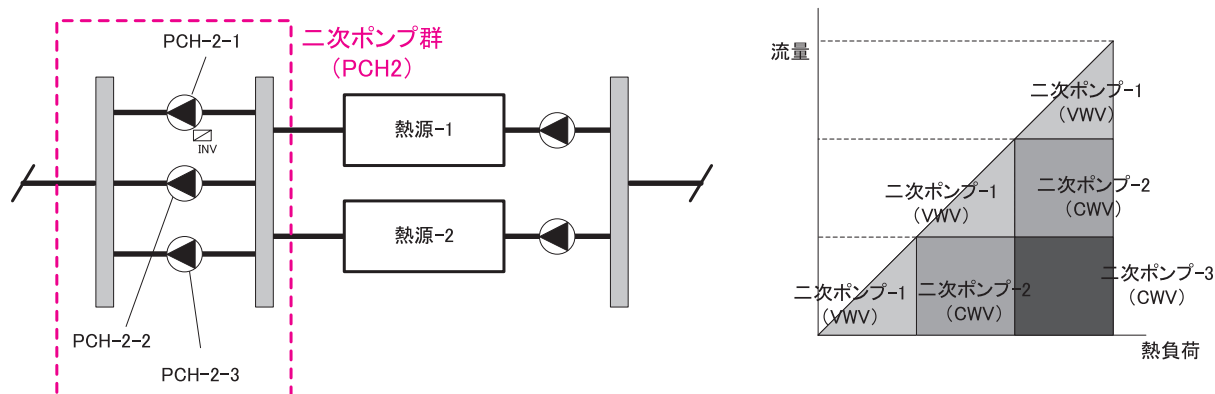 PCH-2-1
二次ポンプ群
(PCH2)
INV
熱源-1
熱源-2
PCH-2-2
PCH-2-3
流量
二次ポンプ-1
(VWV)
二次ポンプ-1
(VWV)
二次ポンプ-2
(CWV)
二次ポンプ-1
(VWV)
二次ポンプ-2
(CWV)
二次ポンプ-3
(CWV)
熱負荷